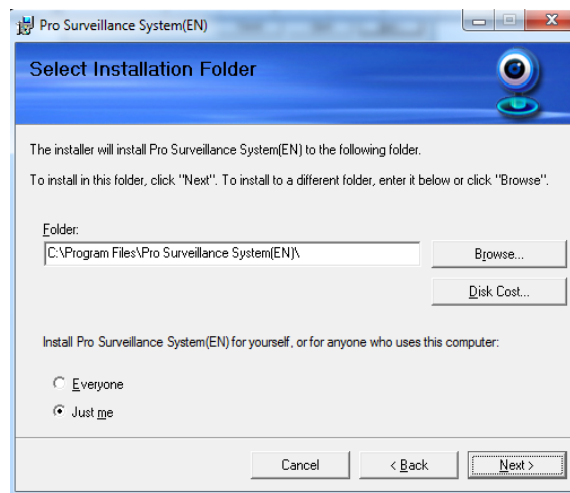 Pro Surveillance System(EN)
Select Installation Folder
The installer will install Pro Surveillance System(EN) to the following folder.
To install in this folder, click "Next". To install to a different folder, enter it below or click "Browse".
Folder:
C:\Program Files\Pro Surveillance System(EN)\
Browse...
Disk Cost...
Install Pro Surveillance System(EN) for yourself, or for anyone who uses this computer:
Everyone
Just me
Cancel
< Back
Next >